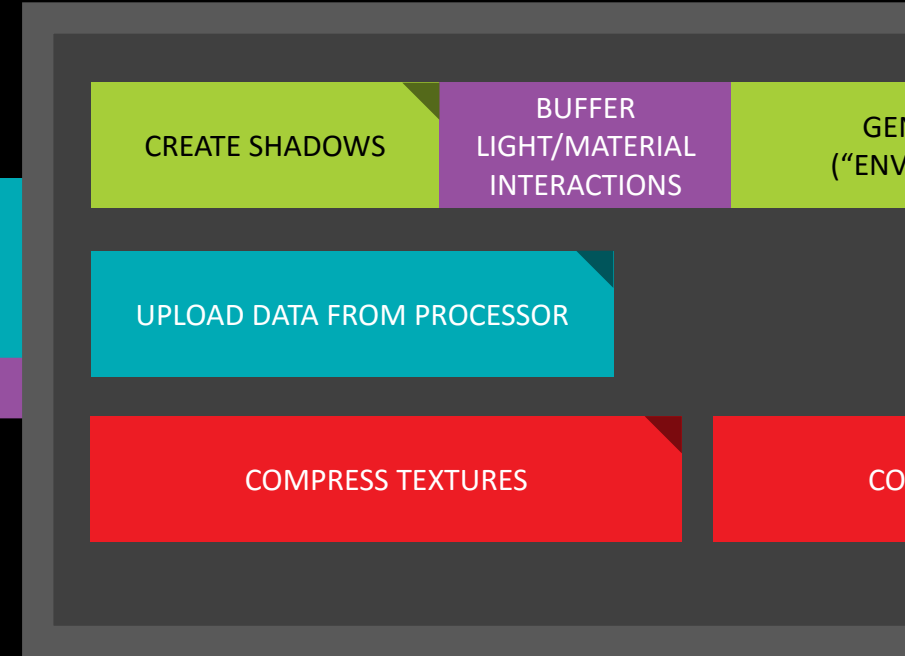 CREATE SHADOWS
BUFFER
LIGHT/MATERIAL
INTERACTIONS
UPLOAD DATA FROM PROCESSOR
COMPRESS TEXTURES